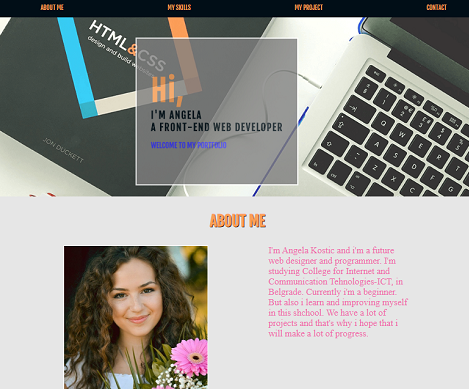 ABOUT ME MY SKILLS MY PROJECT CONTACT
HTML&CSS
design and build w
JON DUCKETT
Hi,
I'M ANGELA
A FRONT-END WEB DEVELOPER
WELCOME TO MY PORTFOLIO
ABOUT ME
I'm Angela Kostic and i'm a future
web designer and programmer. I'm
studying College for Internet and
Communication Tehnologies-ICT, in
Belgrade. Currently i'm a beginner.
But also i learn and improving myself
in this shchool. We have a lot of
projects and that's why i hope that i
will make a lot of progress.